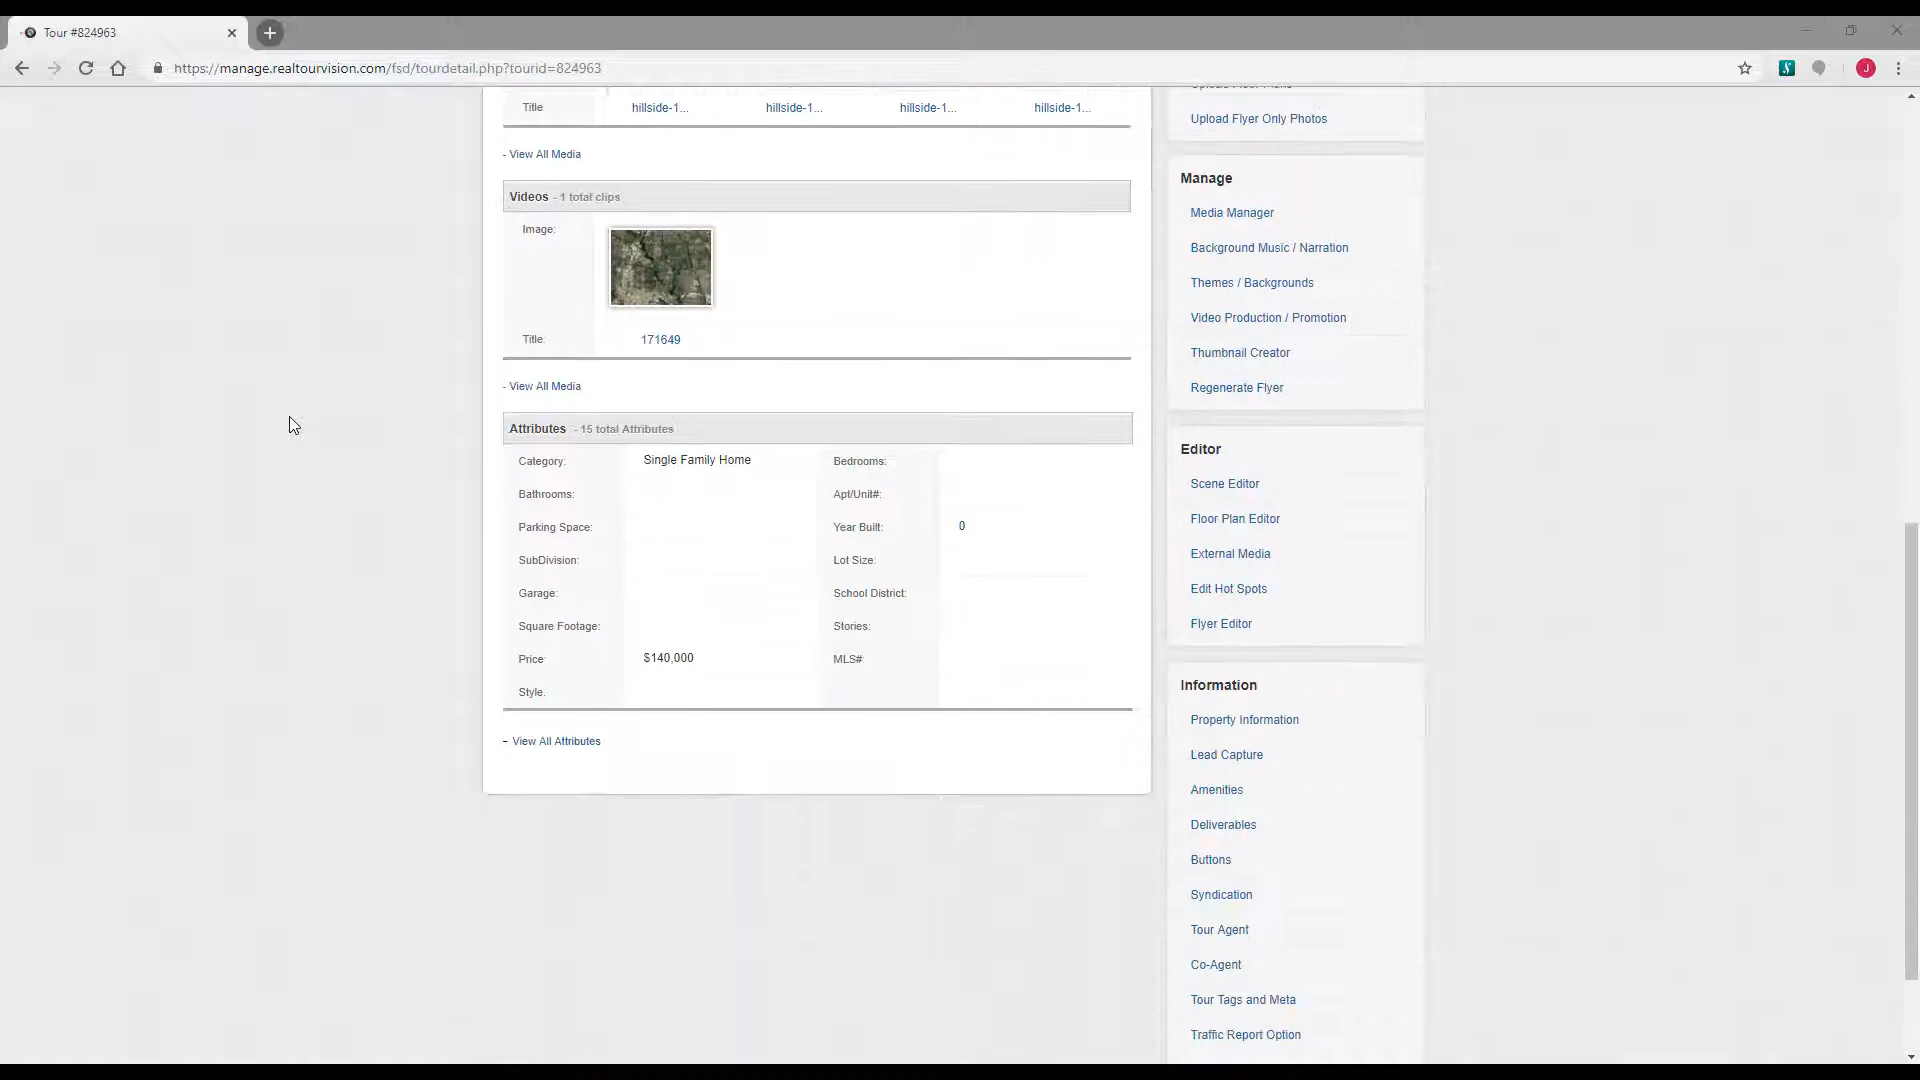 Tour #824963
https://manage.realtourvision.com/fsd/tourdetail.php?tourid=824963
J
Title
hillside-1... hillside-1... hillside-1... hillside-1...
- View All Media
Videos - 1 total clips
Image:
Title: 171649
- View All Media
Attributes - 15 total Attributes
Category: Single Family Home Bedrooms:
Bathrooms: Apt/Unit#:
Parking Space: Year Built: 0
SubDivision: Lot Size:
Garage: School District:
Square Footage: Stories:
Price: $140,000 MLS#:
Style:
- View All Attributes
Upload Flyer Only Photos
Manage
Media Manager
Background Music / Narration
Themes / Backgrounds
Video Production / Promotion
Thumbnail Creator
Regenerate Flyer
Editor
Scene Editor
Floor Plan Editor
External Media
Edit Hot Spots
Flyer Editor
Information
Property Information
Lead Capture
Amenities
Deliverables
Buttons
Syndication
Tour Agent
Co-Agent
Tour Tags and Meta
Traffic Report Option